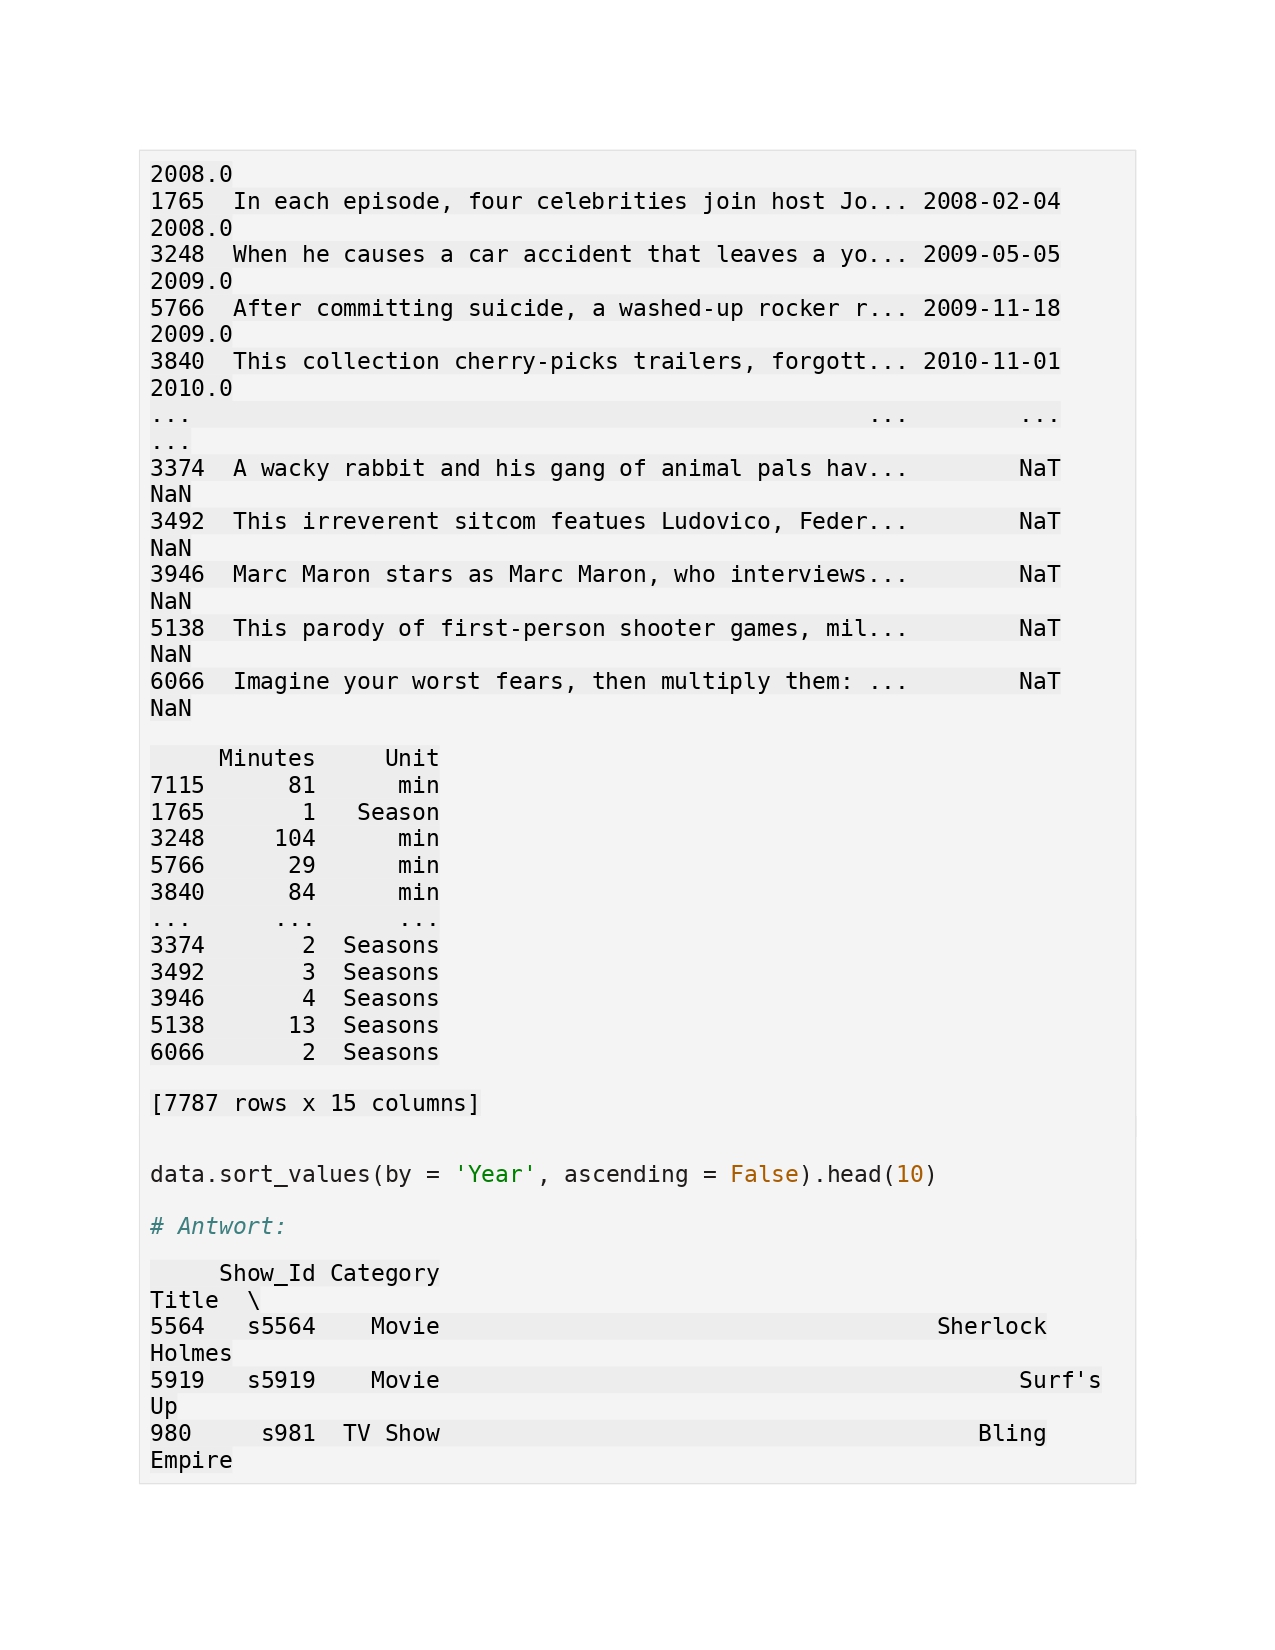 2008.0
1765  In each episode, four celebrities join host Jo... 2008-02-04
2008.0
3248  When he causes a car accident that leaves a yo... 2009-05-05
2009.0
5766  After committing suicide, a washed-up rocker r... 2009-11-18
2009.0
3840  This collection cherry-picks trailers, forgott... 2010-11-01
2010.0
...                                                 ...        ...
...
3374  A wacky rabbit and his gang of animal pals hav...        NaT
NaN
3492  This irreverent sitcom featues Ludovico, Feder...        NaT
NaN
3946  Marc Maron stars as Marc Maron, who interviews...        NaT
NaN
5138  This parody of first-person shooter games, mil...        NaT
NaN
6066  Imagine your worst fears, then multiply them: ...        NaT
NaN
     Minutes     Unit
7115      81      min
1765       1   Season
3248     104      min
5766      29      min
3840      84      min
...      ...      ...
3374       2  Seasons
3492       3  Seasons
3946       4  Seasons
5138      13  Seasons
6066       2  Seasons
[7787 rows x 15 columns]
data.sort_values(by = 'Year', ascending = False).head(10)
# Antwort:
     Show_Id Category
Title  \
5564   s5564    Movie                                    Sherlock
Holmes
5919   s5919    Movie                                          Surf's
Up
980     s981  TV Show                                       Bling
Empire